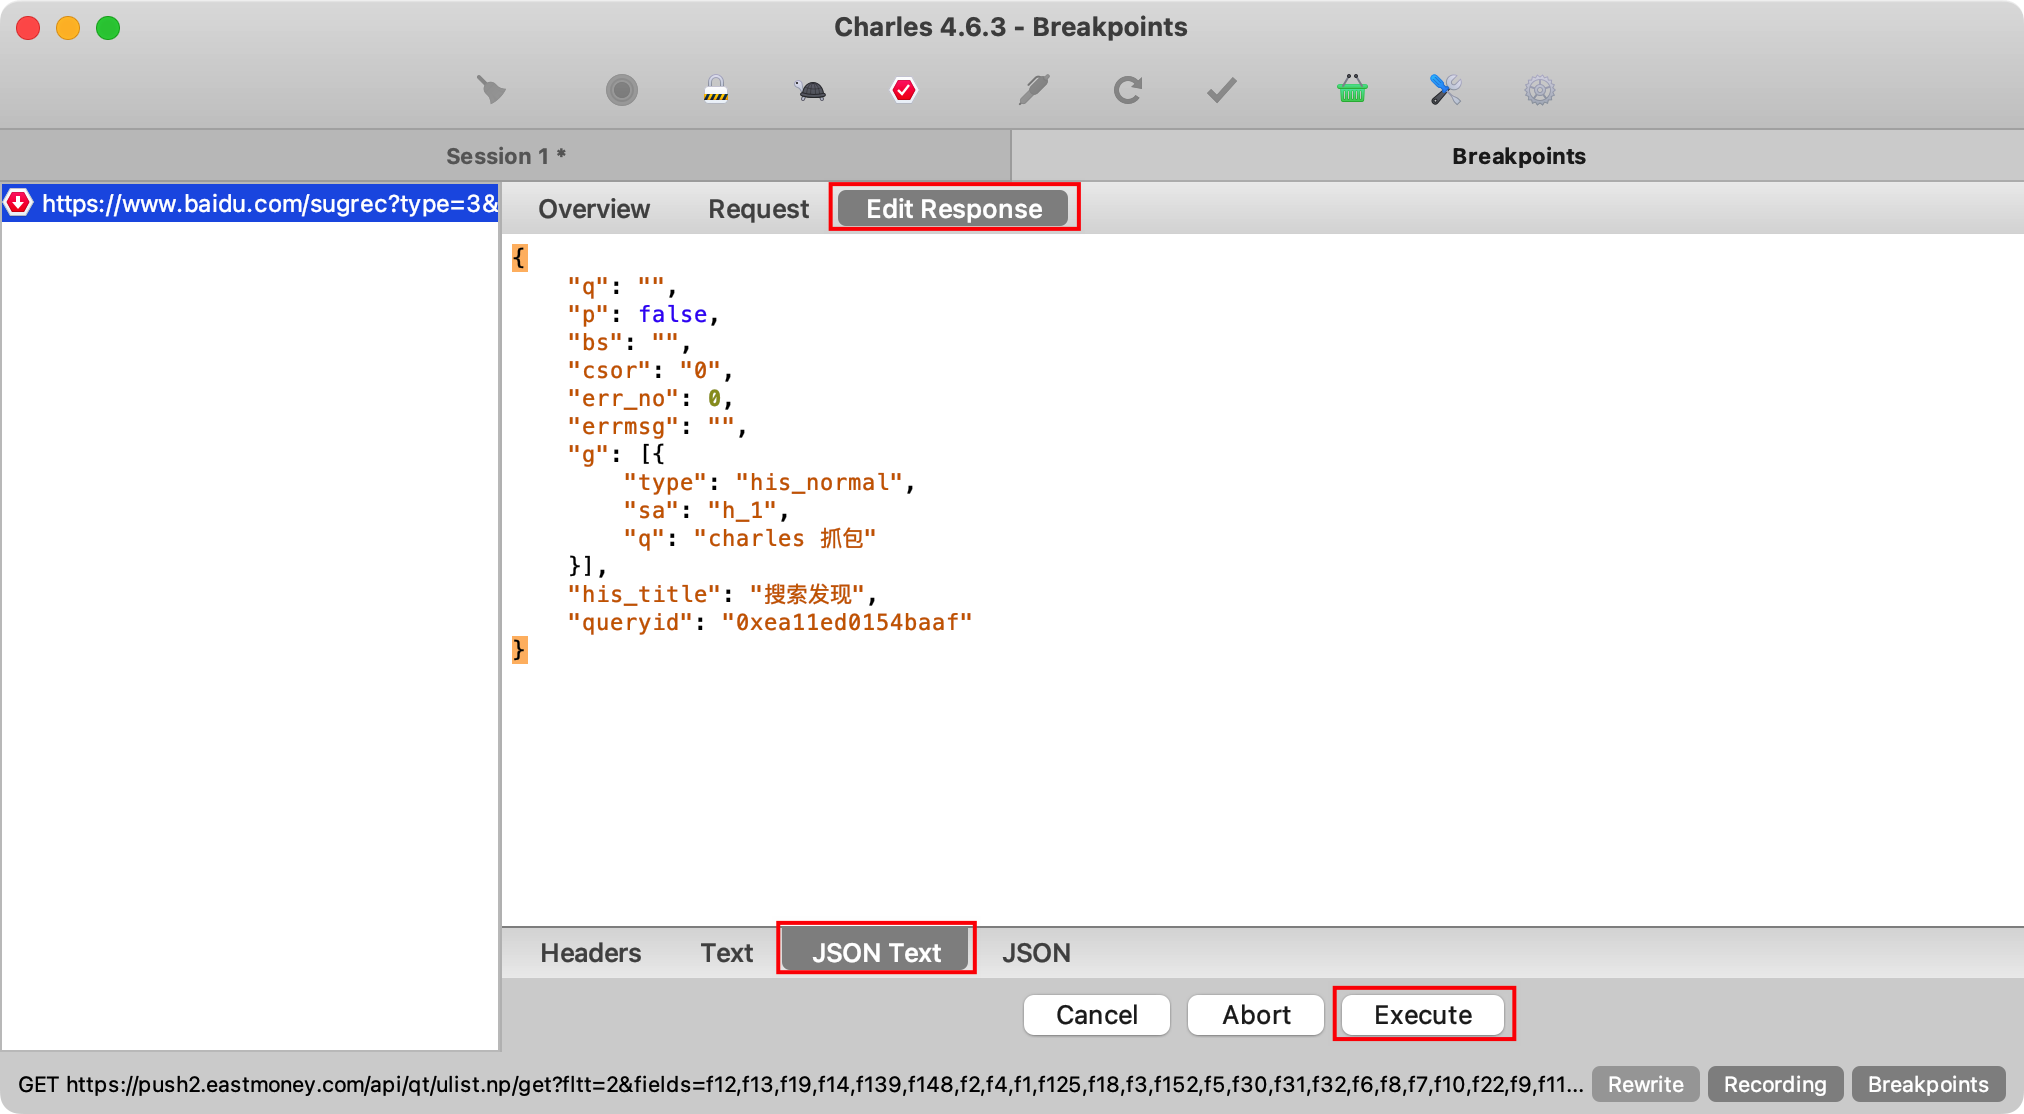 Charles 4.6.3 - Breakpoints
Session 1 *
Breakpoints
https://www.baidu.com/sugrec?type=3&
Overview
Request
Edit Response
{
"q": "",
"p": false,
"bs": "",
"csor": "0",
"err_no": 0,
"errmsg": "",
"g": [{
"type": "his_normal",
"sa": "h_1",
"q": "charles 抓包"
}],
"his_title": "搜索发现",
"queryid": "0xea11ed0154baaf"
}
Headers
Text
JSON Text
JSON
Cancel
Abort
Execute
GET https://push2.eastmoney.com/api/qt/ulist.np/get?fltt=2&fields=f12,f13,f19,f14,f139,f148,f2,f4,f1,f125,f18,f3,f152,f5,f30,f31,f32,f6,f8,f7,f10,f22,f9,f11...
Rewrite
Recording
Breakpoints